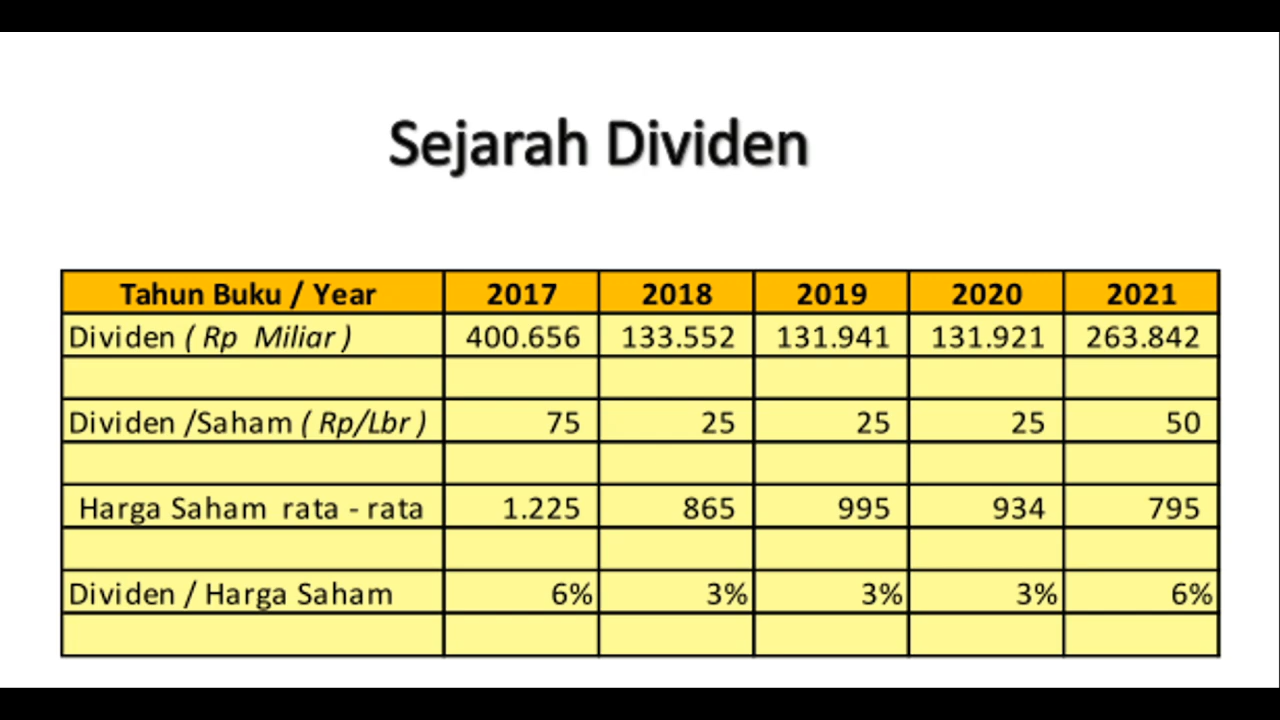 Sejarah Dividen
Tahun Buku / Year 2017 2018 2019 2020 2021
Dividen ( Rp Miliar ) 400.656 133.552 131.941 131.921 263.842
Dividen /Saham ( Rp/Lbr ) 75 25 25 25 50
Harga Saham rata - rata 1.225 865 995 934 795
Dividen / Harga Saham 6% 3% 3% 3% 6%